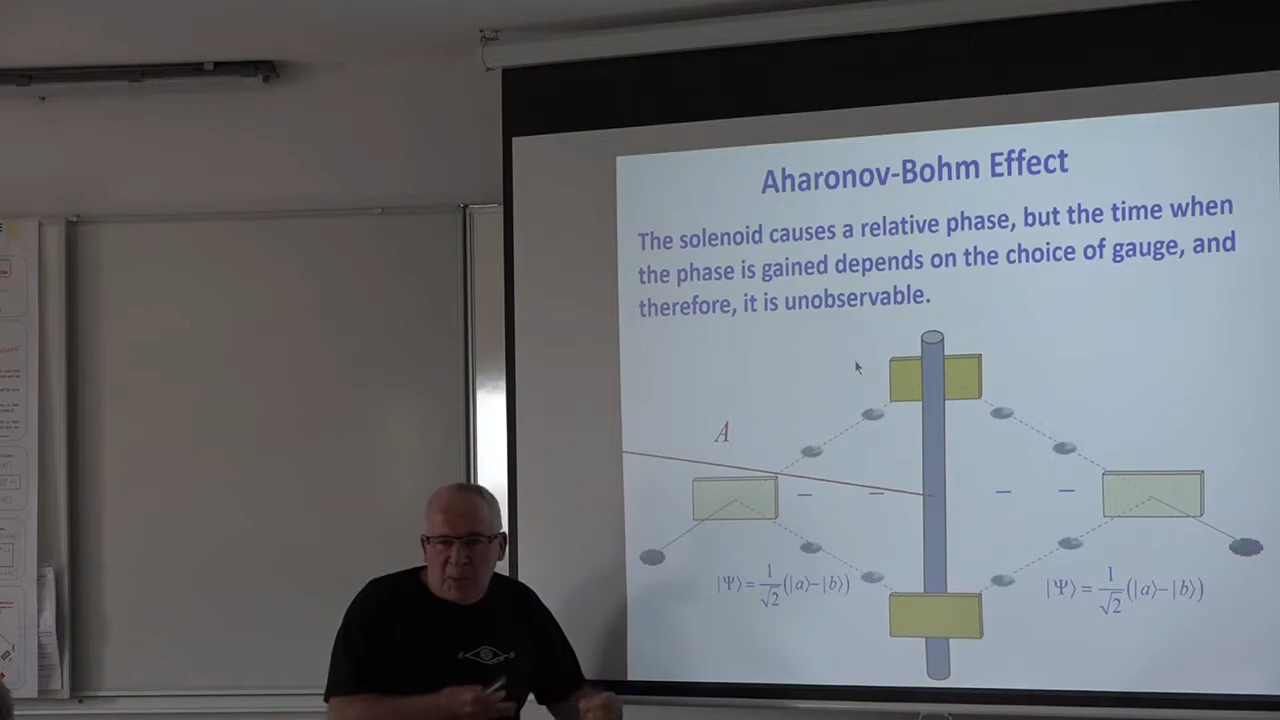 Aharonov-Bohm Effect
The solenoid causes a relative phase, but the time when
the phase is gained depends on the choice of gauge, and
therefore, it is unobservable.
A
− − − −
|Ψ⟩ = 1/√2 (|a⟩−|b⟩)
|Ψ⟩ = 1/√2 (|a⟩−|b⟩)